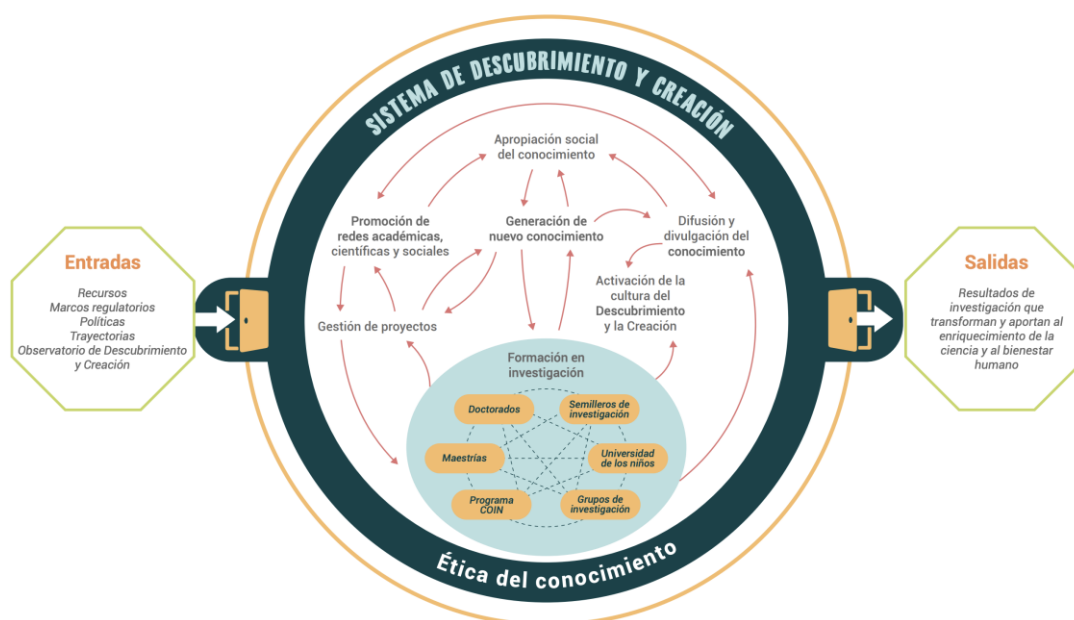 SISTEMA DE DESCUBRIMIENTO Y CREACIÓN
Apropiación social
del conocimiento
Promoción de
redes académicas,
científicas y sociales
Generación de
nuevo conocimiento
Difusión y
divulgación del
conocimiento
Entradas
Recursos
Marcos regulatorios
Políticas
Trayectorias
Observatorio de Descubrimiento
y Creación
Gestión de proyectos
Activación de la
cultura del
Descubrimiento
y la Creación
Salidas
Resultados de
investigación que
transforman y aportan al
enriquecimiento de la
ciencia y al bienestar
humano
Formación en
investigación
Doctorados
Semilleros de
investigación
Maestrías
Universidad
de los niños
Programa
COIN
Grupos de
investigación
Ética del conocimiento